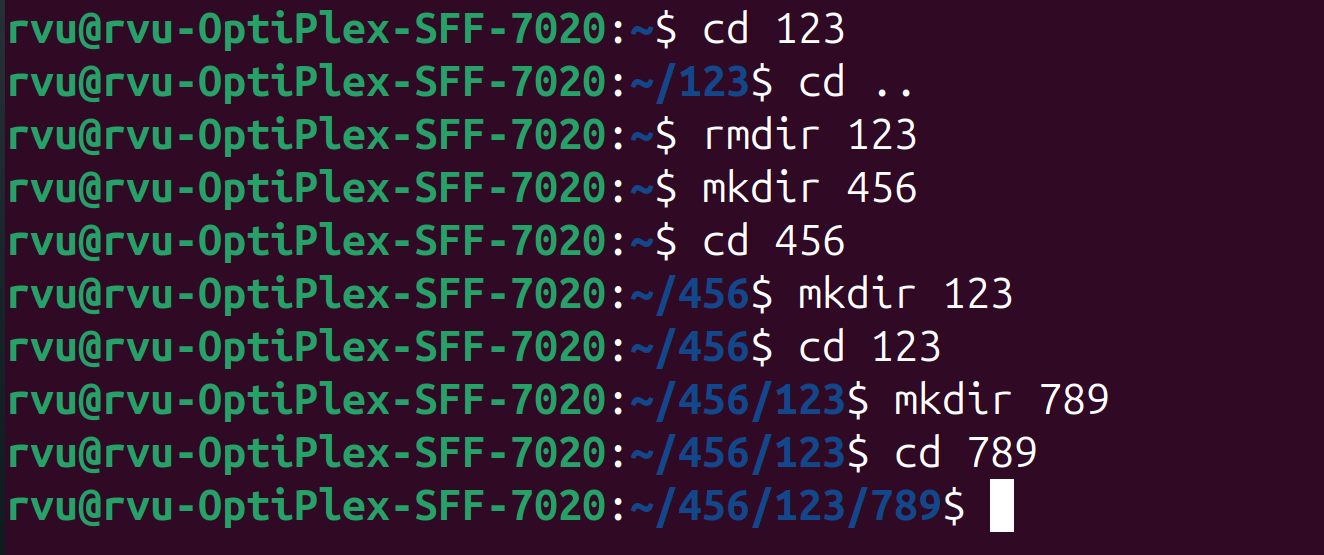 rvu@rvu-OptiPlex-SFF-7020:~$ cd 123
rvu@rvu-OptiPlex-SFF-7020:~/123$ cd ..
rvu@rvu-OptiPlex-SFF-7020:~$ rmdir 123
rvu@rvu-OptiPlex-SFF-7020:~$ mkdir 456
rvu@rvu-OptiPlex-SFF-7020:~$ cd 456
rvu@rvu-OptiPlex-SFF-7020:~/456$ mkdir 123
rvu@rvu-OptiPlex-SFF-7020:~/456$ cd 123
rvu@rvu-OptiPlex-SFF-7020:~/456/123$ mkdir 789
rvu@rvu-OptiPlex-SFF-7020:~/456/123$ cd 789
rvu@rvu-OptiPlex-SFF-7020:~/456/123/789$